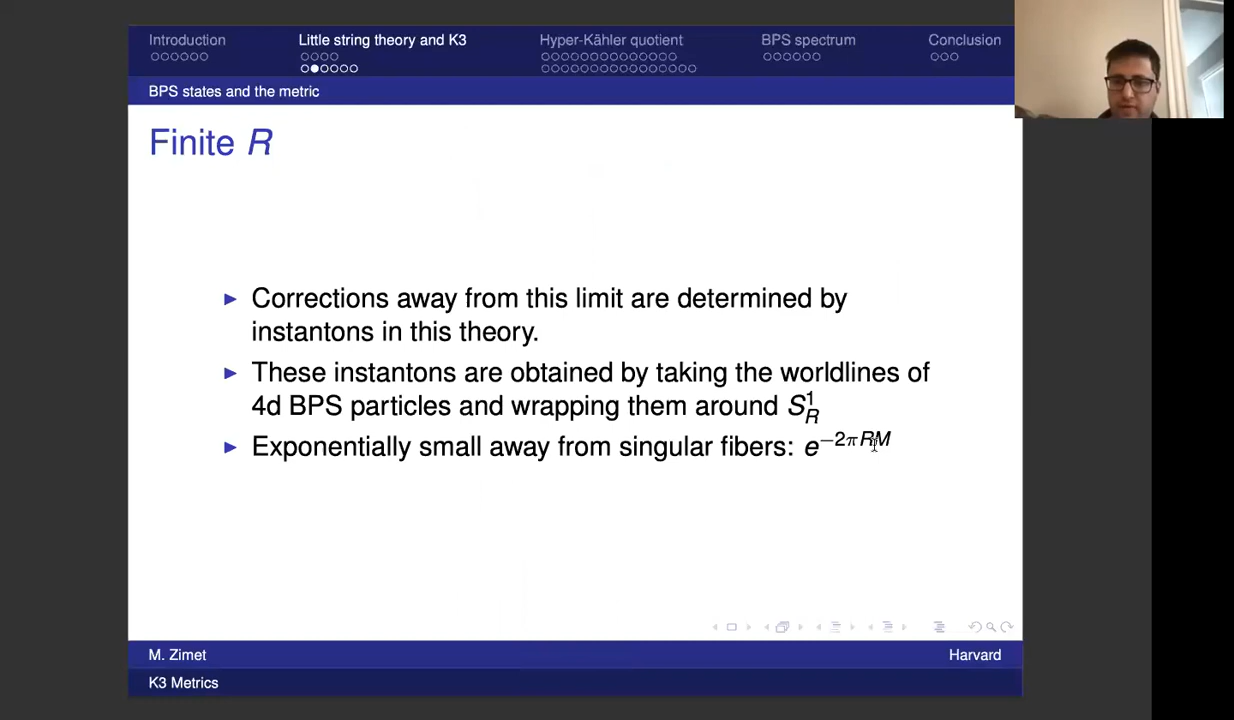 Introduction
Little string theory and K3
Hyper-Kähler quotient
BPS spectrum
Conclusion
BPS states and the metric
Finite R
Corrections away from this limit are determined by
instantons in this theory.
These instantons are obtained by taking the worldlines of
4d BPS particles and wrapping them around S¹_R
Exponentially small away from singular fibers: e^{−2πRM}
M. Zimet
Harvard
K3 Metrics